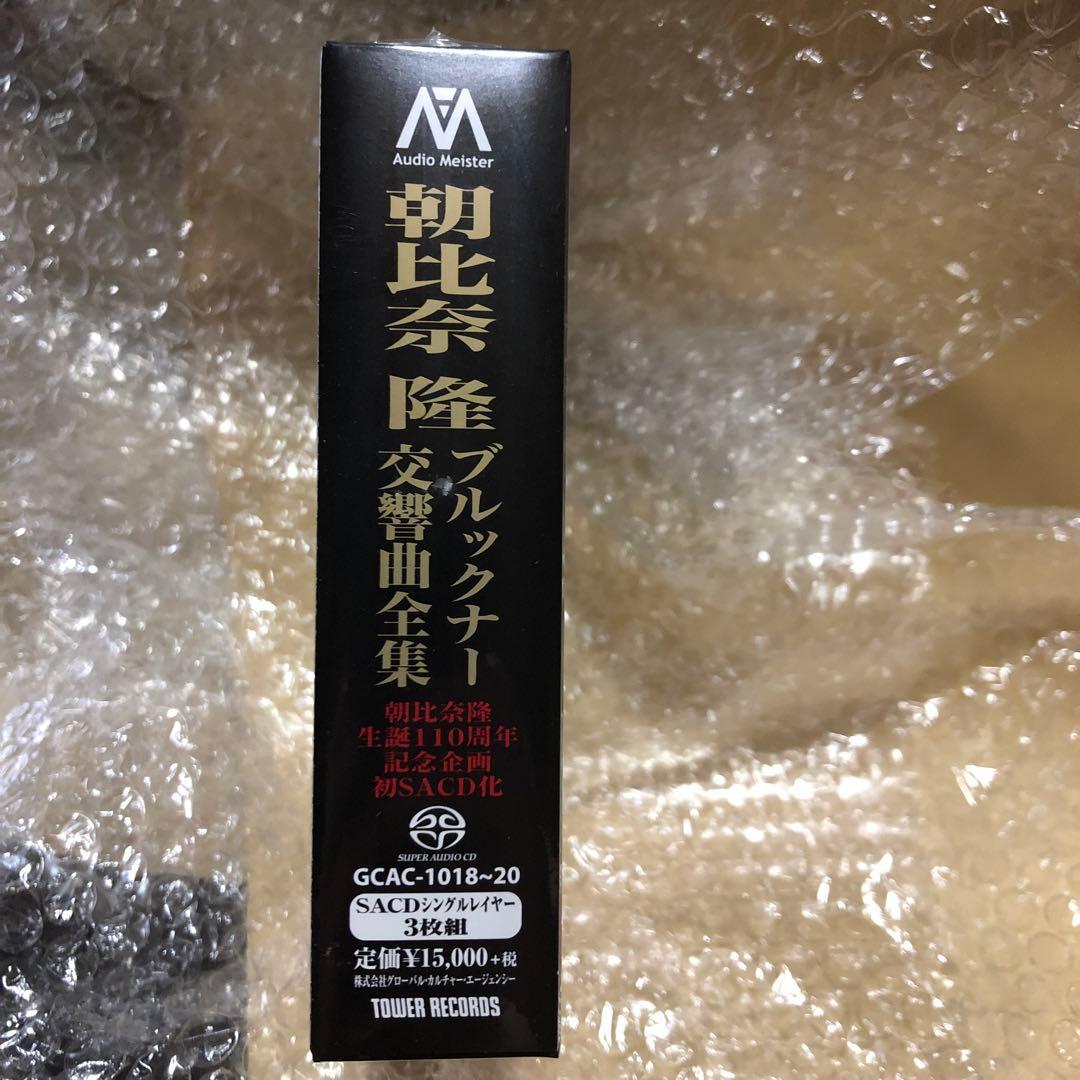 Audio Meister
朝比奈 隆
ブルックナー
交響曲全集
朝比奈隆
生誕110周年
記念企画
初SACD化
SUPER AUDIO CD
GCAC-1018~20
SACDシングルレイヤー
3枚組
定価¥15,000+税
株式会社グローバル・カルチャー・エージェンシー
TOWER RECORDS